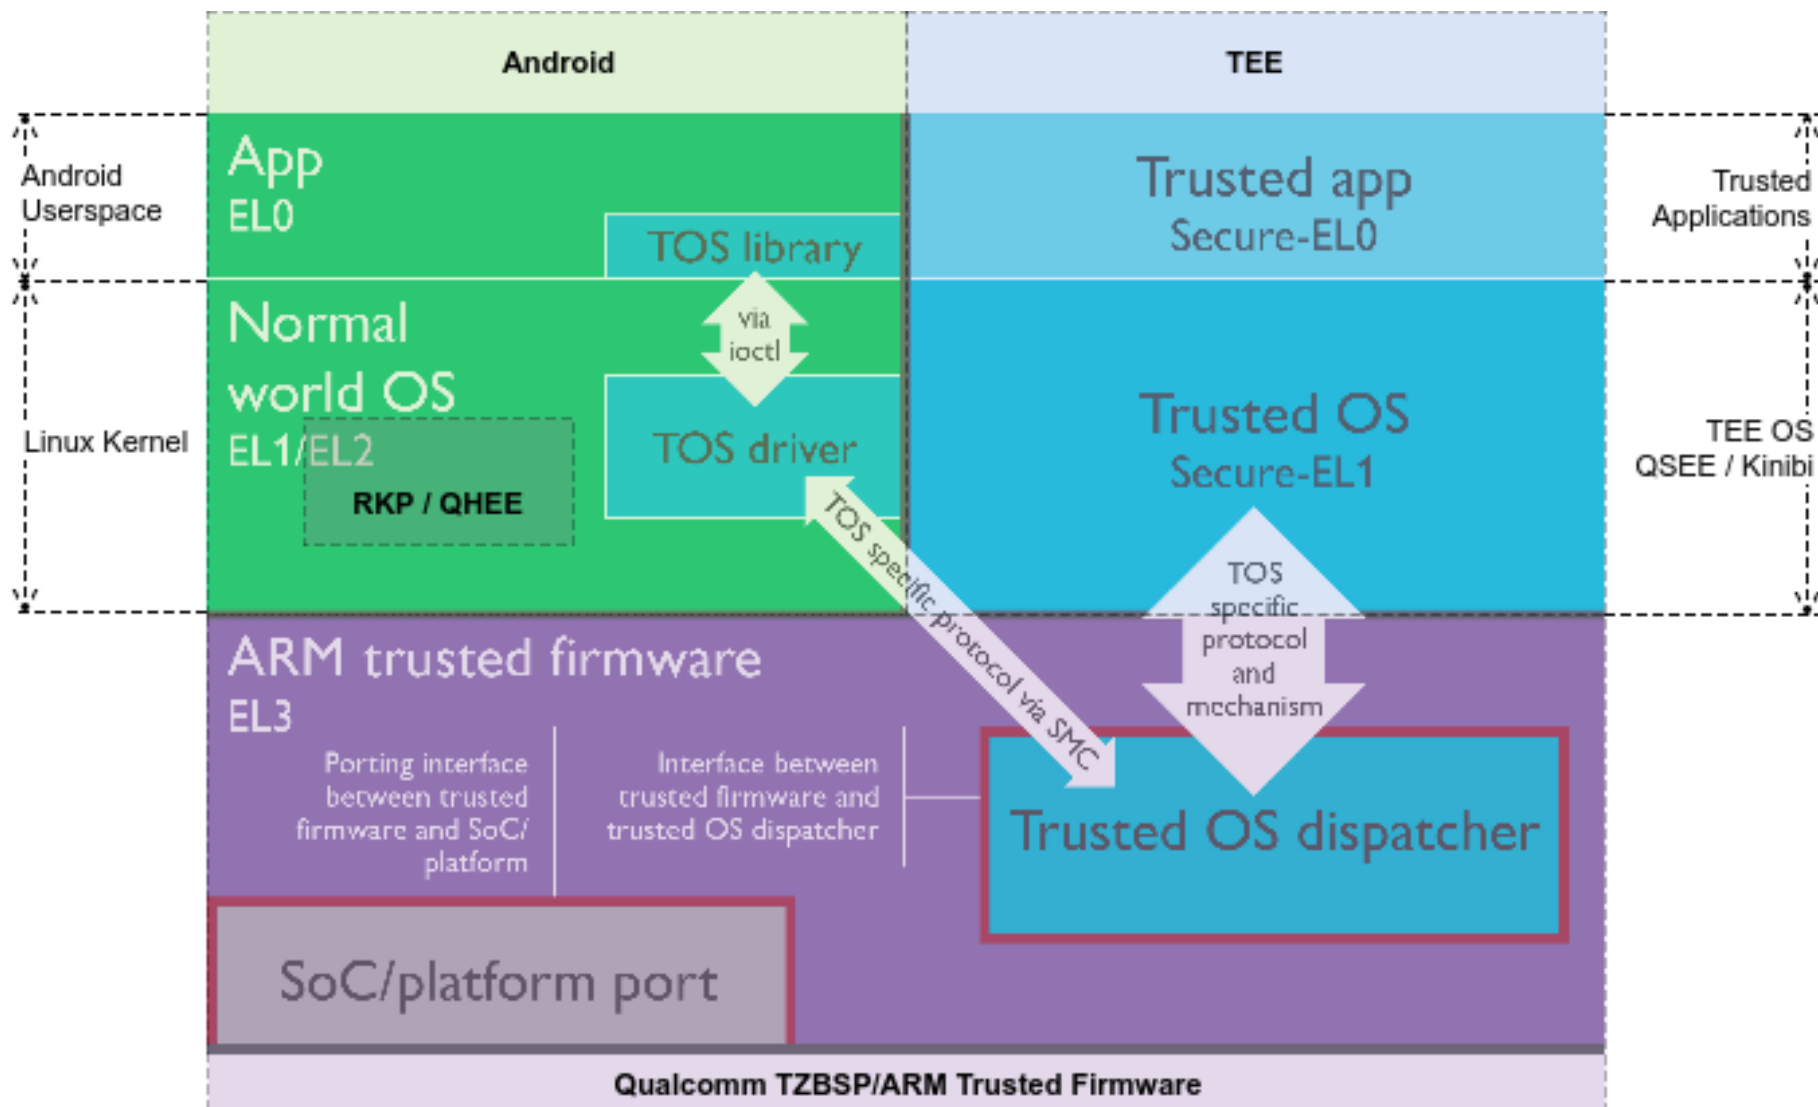 Android
TEE
Android
Userspace
App
EL0
TOS library
Trusted app
Secure-EL0
Trusted
Applications
Linux Kernel
Normal
world OS
EL1/EL2
RKP / QHEE
via
ioctl
TOS driver
Trusted OS
Secure-EL1
TEE OS
QSEE / Kinibi
TOS specific protocol via SMC
TOS
specific
protocol
and
mechanism
ARM trusted firmware
EL3
Porting interface
between trusted
firmware and SoC/
platform
Interface between
trusted firmware and
trusted OS dispatcher
Trusted OS dispatcher
SoC/platform port
Qualcomm TZBSP/ARM Trusted Firmware